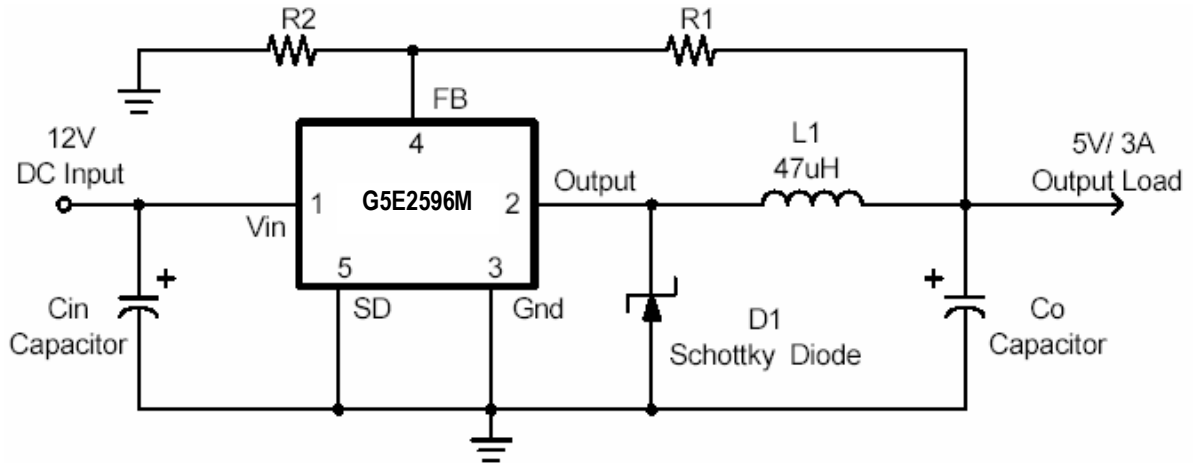 R2
R1
FB
4
12V
DC Input
L1
47uH
5V/ 3A
Output Load
Vin
1
G5E2596M
2
Output
5
3
SD
Gnd
Cin
Capacitor
D1
Schottky Diode
Co
Capacitor